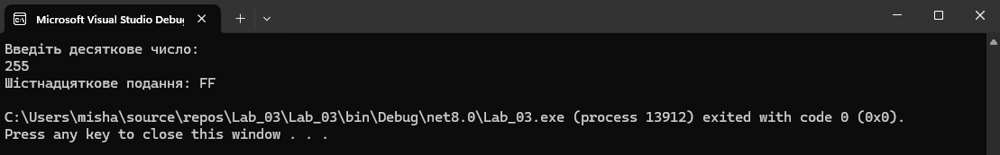 Microsoft Visual Studio Debug
Введіть десяткове число:
255
Шістнадцяткове подання: FF
C:\Users\misha\source\repos\Lab_03\Lab_03\bin\Debug\net8.0\Lab_03.exe (process 13912) exited with code 0 (0x0).
Press any key to close this window . . .